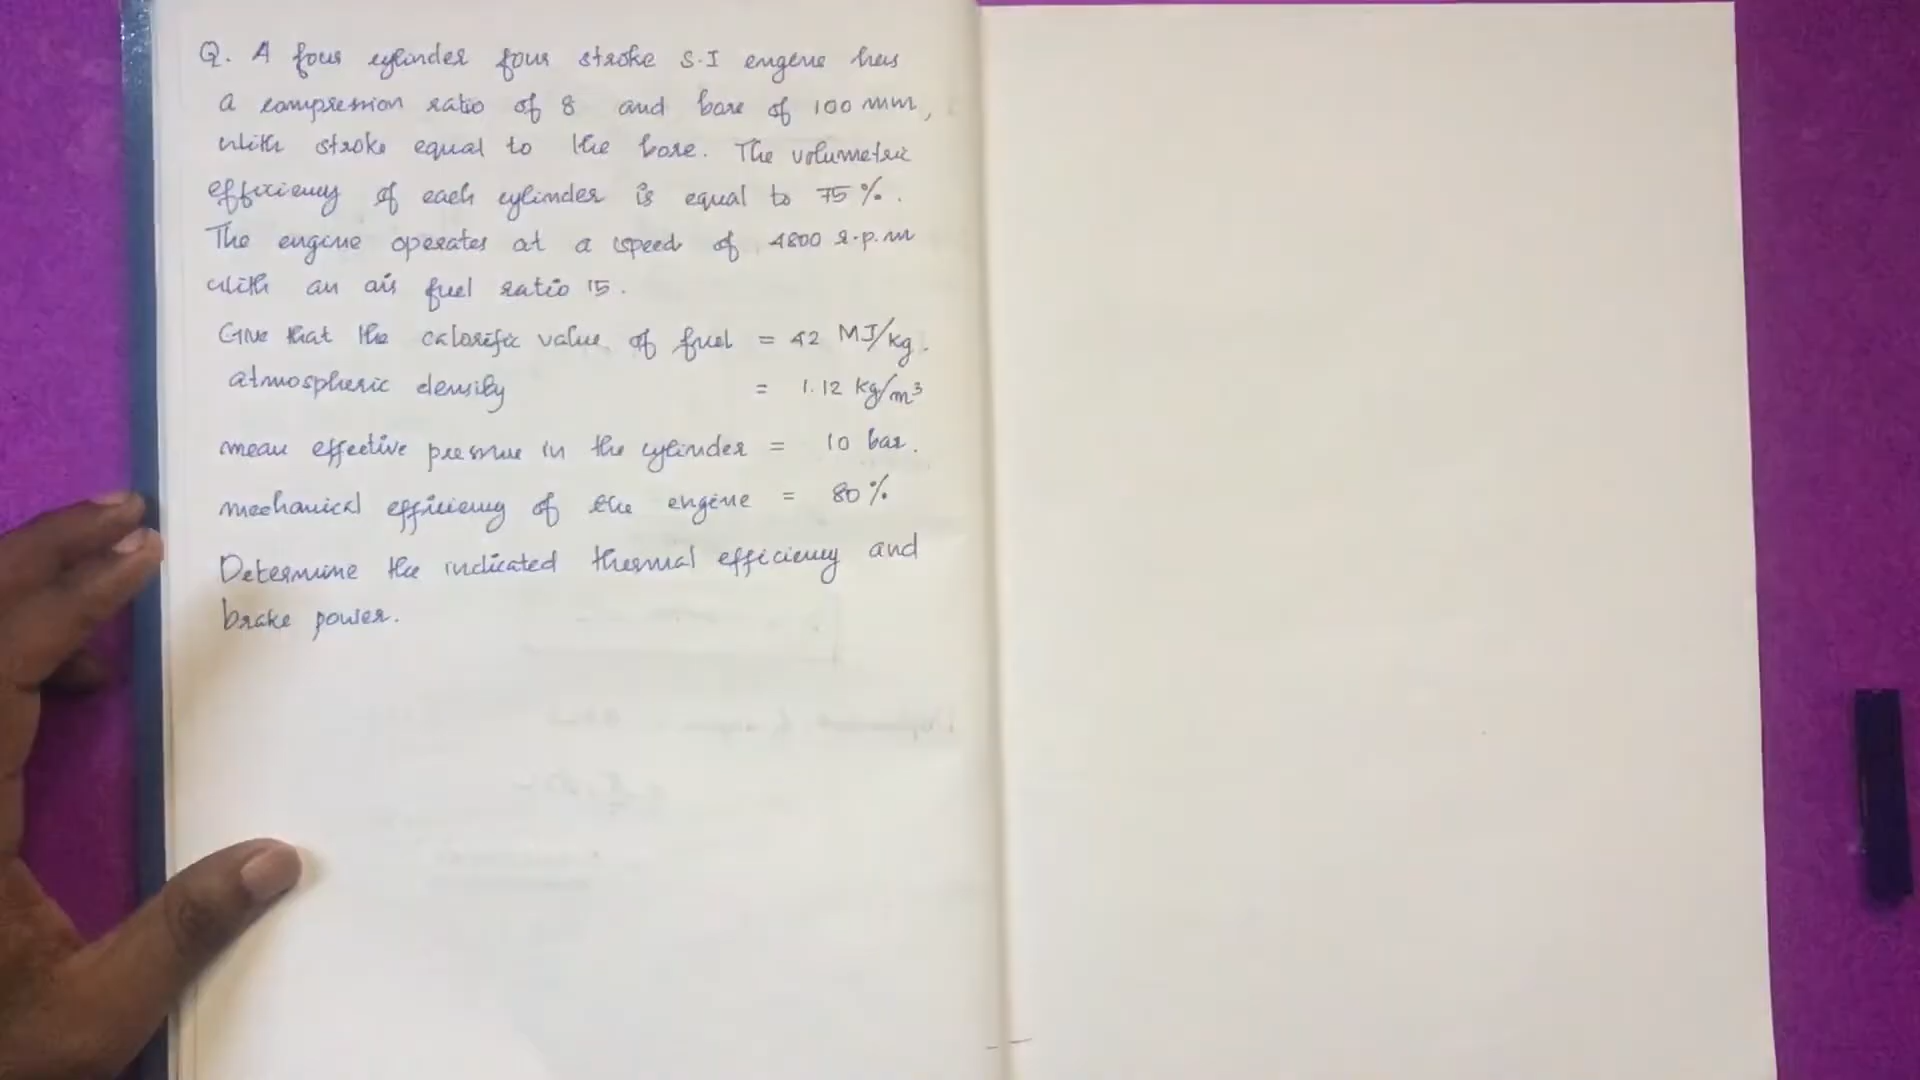 Q. A four cylinder four stroke S.I engine has
a compression ratio of 8 and bore of 100 mm,
with stroke equal to the bore. The volumetric
efficiency of each cylinder is equal to 75 %.
The engine operates at a speed of 4800 r.p.m
with an air fuel ratio 15.
Give that the calorific value of fuel = 42 MJ/kg.
atmospheric density = 1.12 kg/m³
mean effective pressure in the cylinder = 10 bar.
mechanical efficiency of the engine = 80 %
Determine the indicated thermal efficiency and
brake power.